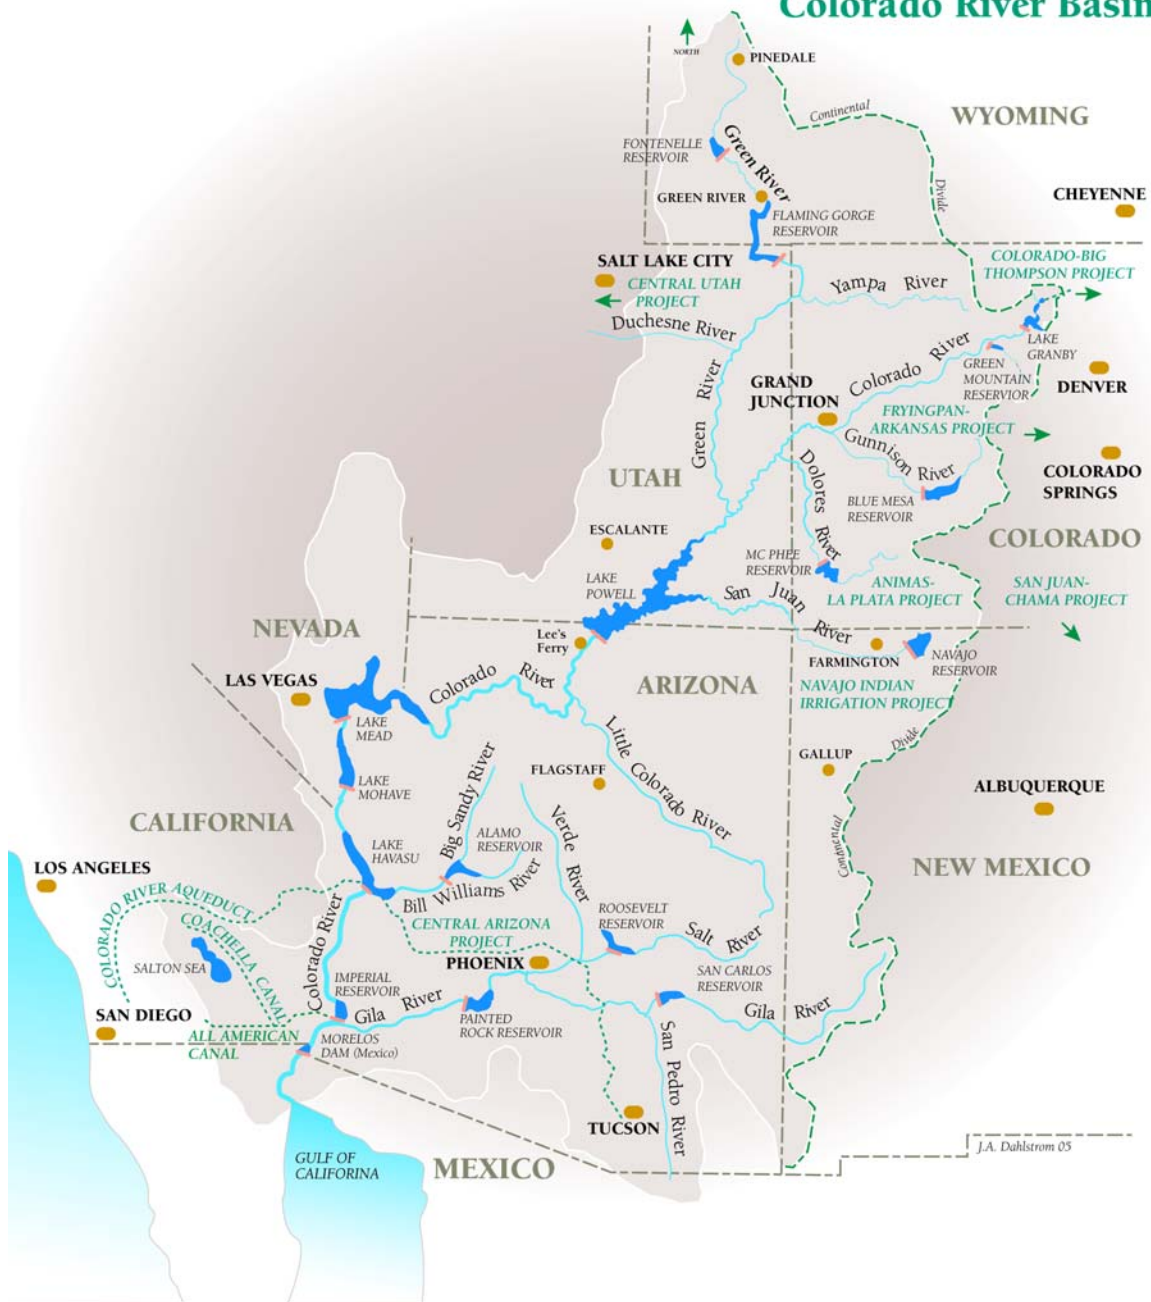 Colorado River Basin
NORTH
PINEDALE
Continental
WYOMING
FONTENELLE
RESERVOIR
Green River
Divide
CHEYENNE
GREEN RIVER
FLAMING GORGE
RESERVOIR
SALT LAKE CITY
COLORADO-BIG
THOMPSON PROJECT
CENTRAL UTAH
PROJECT
Yampa River
Duchesne River
LAKE
GRANBY
Colorado River
GREEN
MOUNTAIN
RESERVIOR
DENVER
GRAND
JUNCTION
Green River
FRYINGPAN-
ARKANSAS PROJECT
Gunnison River
COLORADO
SPRINGS
UTAH
Dolores River
BLUE MESA
RESERVOIR
ESCALANTE
COLORADO
MC PHEE
RESERVOIR
LAKE
POWELL
San Juan River
ANIMAS-
LA PLATA PROJECT
SAN JUAN-
CHAMA PROJECT
NEVADA
Lee's
Ferry
FARMINGTON
NAVAJO
RESERVOIR
LAS VEGAS
Colorado River
ARIZONA
NAVAJO INDIAN
IRRIGATION PROJECT
LAKE
MEAD
Little Colorado River
Divide
GALLUP
FLAGSTAFF
LAKE
MOHAVE
Big Sandy River
Verde River
ALBUQUERQUE
CALIFORNIA
LAKE
HAVASU
ALAMO
RESERVOIR
Continental
NEW MEXICO
LOS ANGELES
Bill Williams River
COLORADO RIVER AQUEDUCT
COACHELLA CANAL
Colorado River
CENTRAL ARIZONA
PROJECT
ROOSEVELT
RESERVOIR
Salt River
SALTON SEA
PHOENIX
SAN CARLOS
RESERVOIR
IMPERIAL
RESERVOIR
Gila River
SAN DIEGO
PAINTED
ROCK RESERVOIR
Gila River
ALL AMERICAN
CANAL
MORELOS
DAM (Mexico)
San Pedro River
TUCSON
GULF OF
CALIFORINA
MEXICO
J.A. Dahlstrom 05